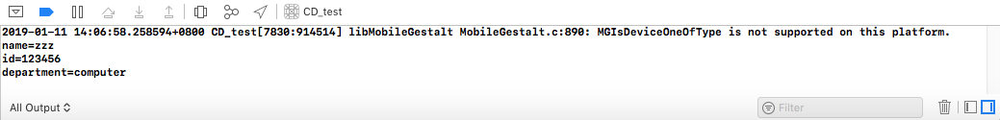 CD_test
2019-01-11 14:06:58.258594+0800 CD_test[7830:914514] libMobileGestalt MobileGestalt.c:890: MGIsDeviceOneOfType is not supported on this platform.
name=zzz
id=123456
department=computer
All Output
Filter